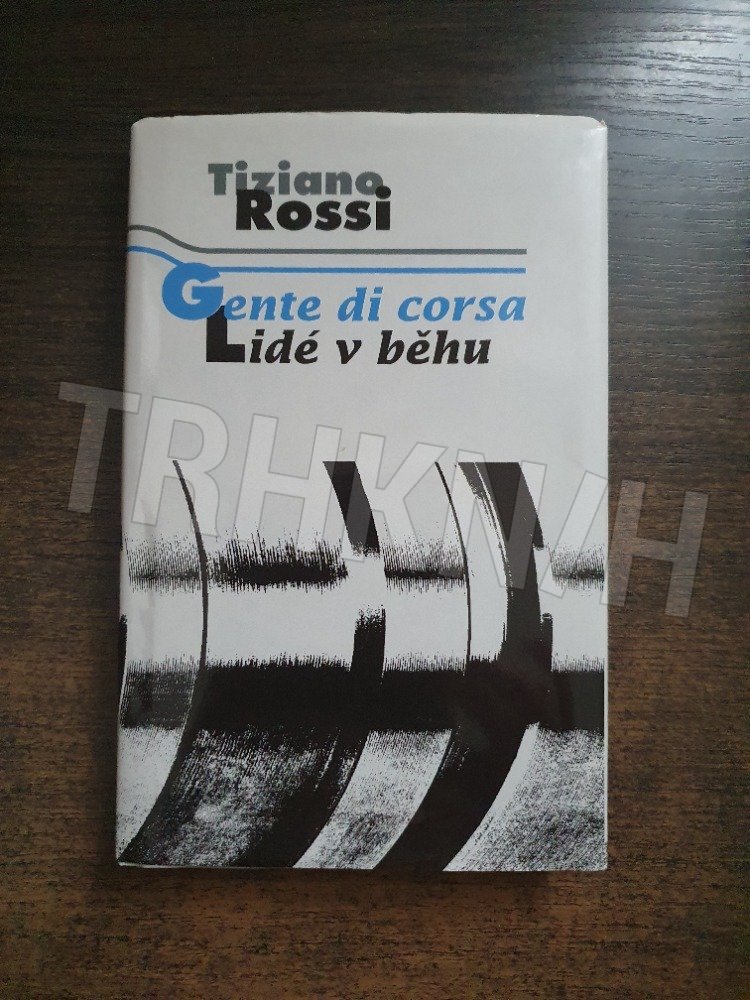 Tiziano
Rossi
Gente di corsa
Lidé v běhu
TRHKNIH